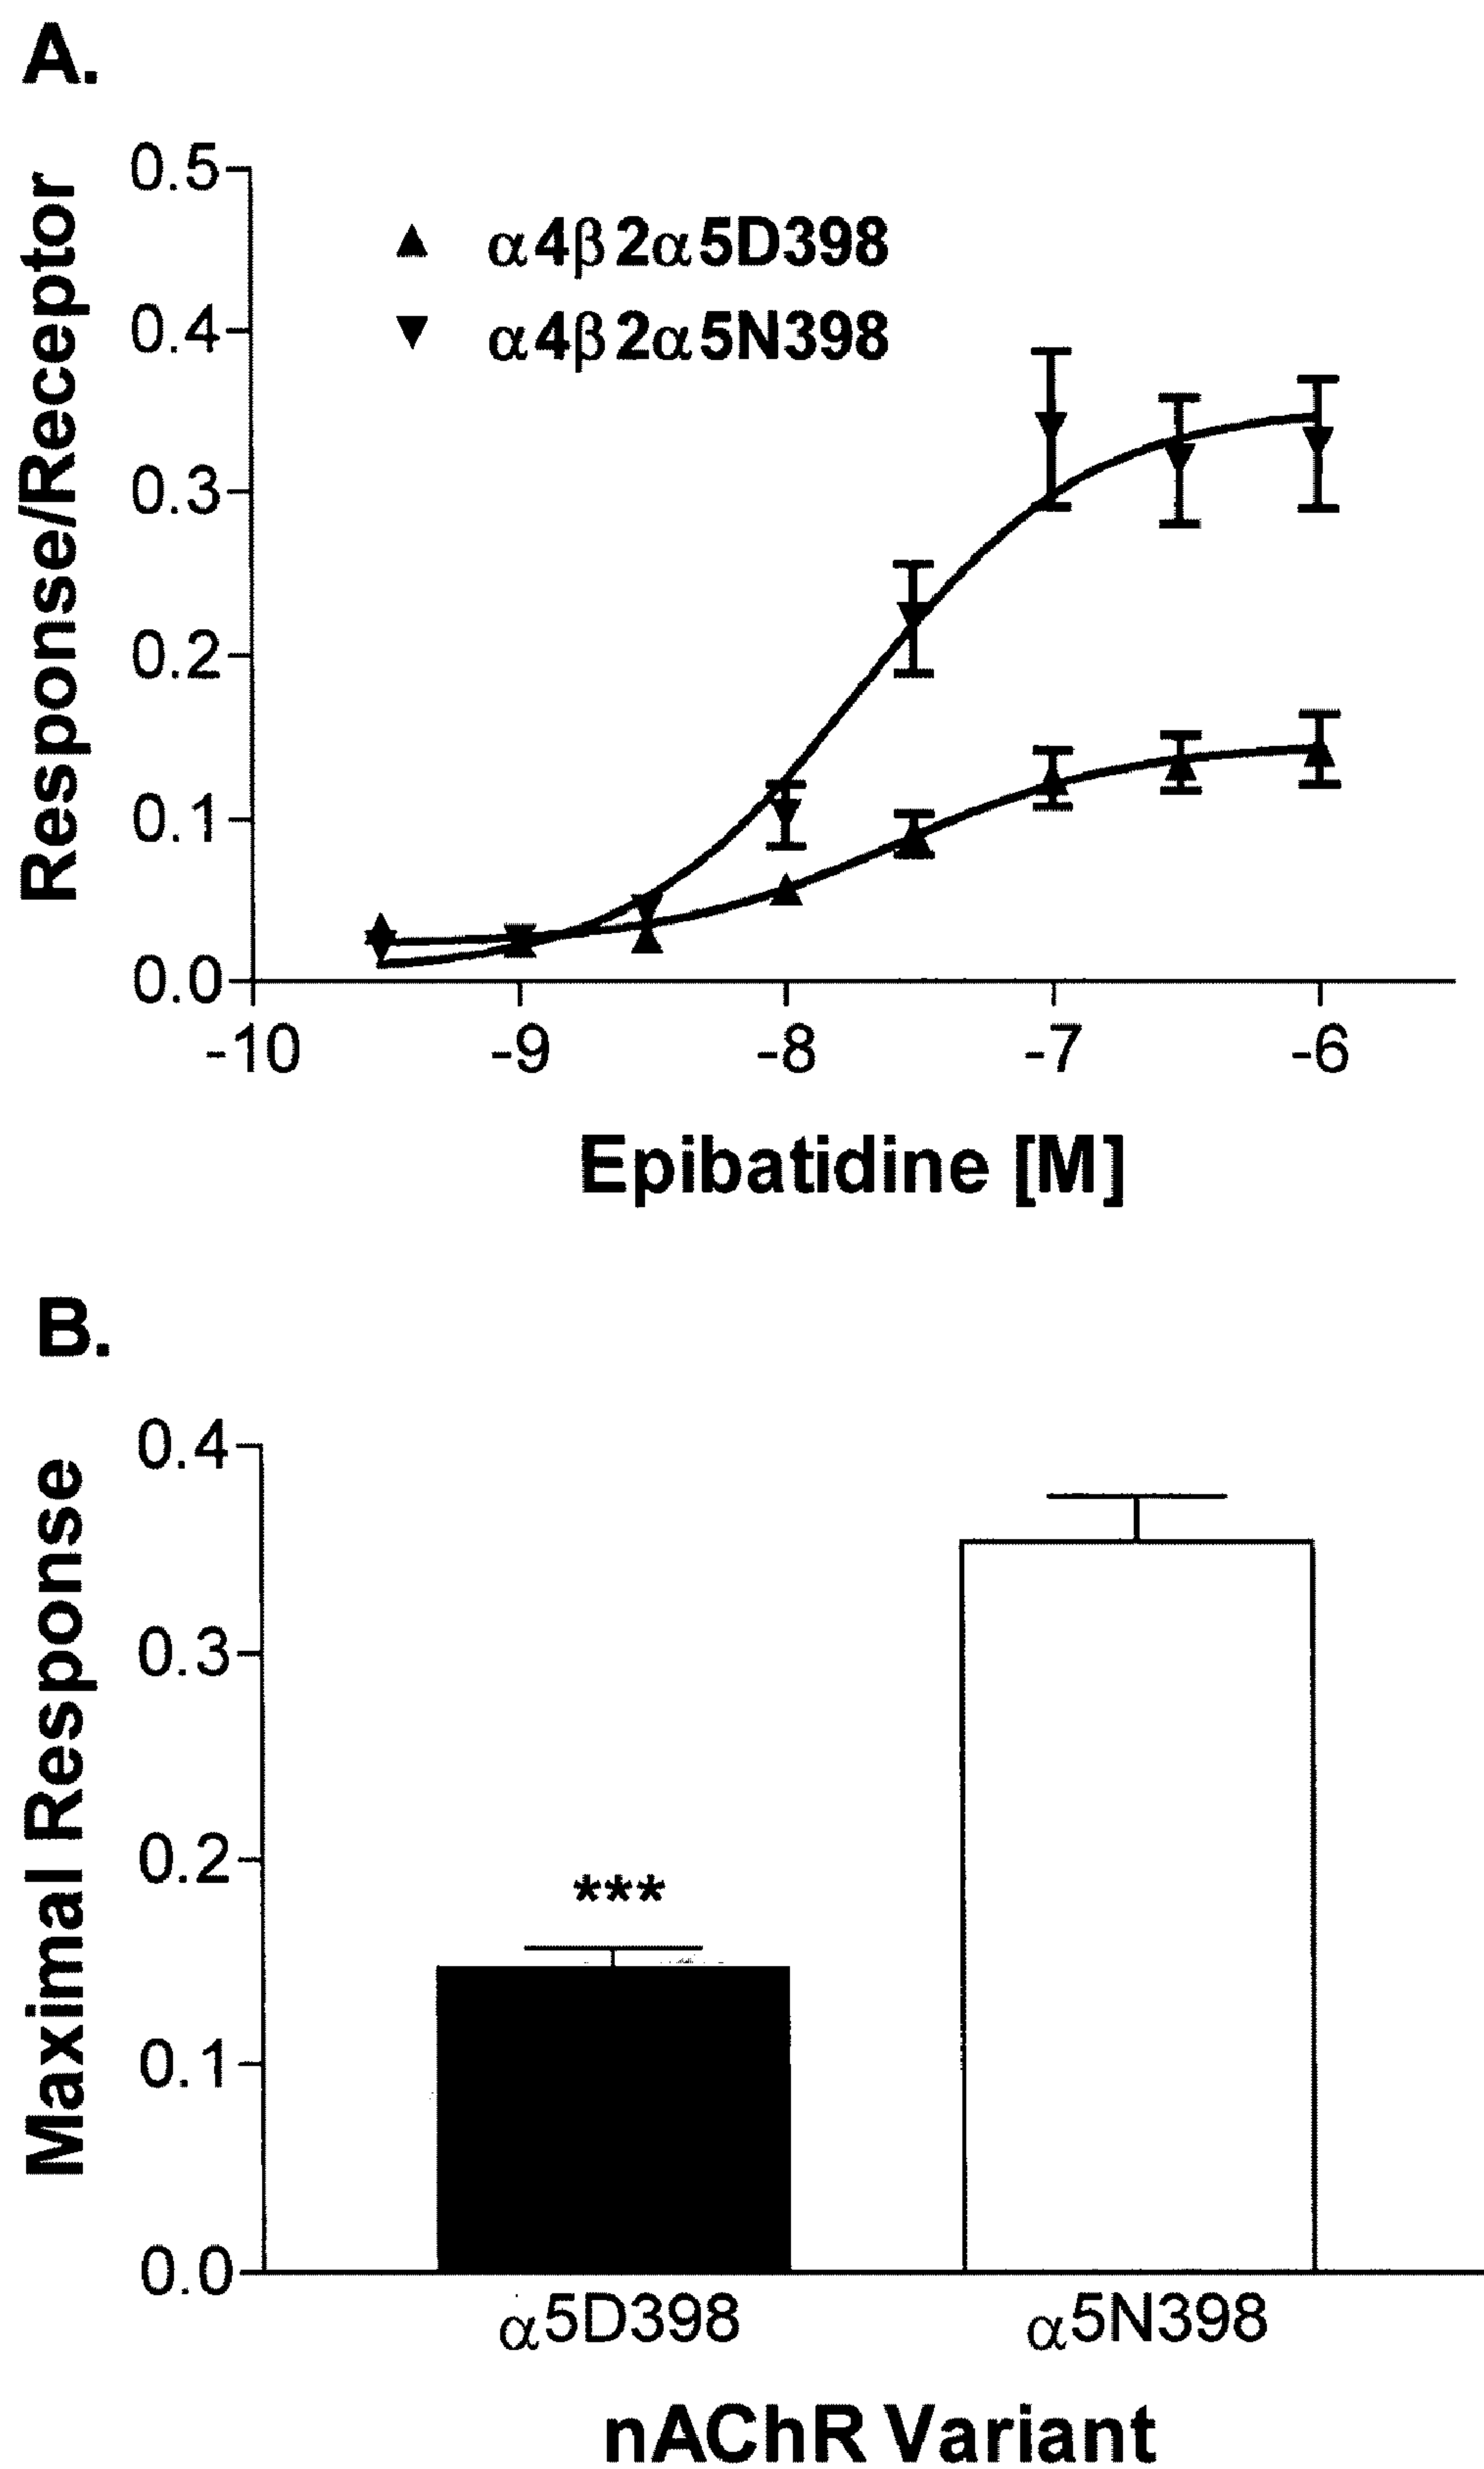 A.
Response/Receptor
0.5
0.4
0.3
0.2
0.1
0.0
α4β2α5D398
α4β2α5N398
-10 -9 -8 -7 -6
Epibatidine [M]
B.
Maximal Response
0.4
0.3
0.2
0.1
0.0
***
α5D398 α5N398
nAChR Variant